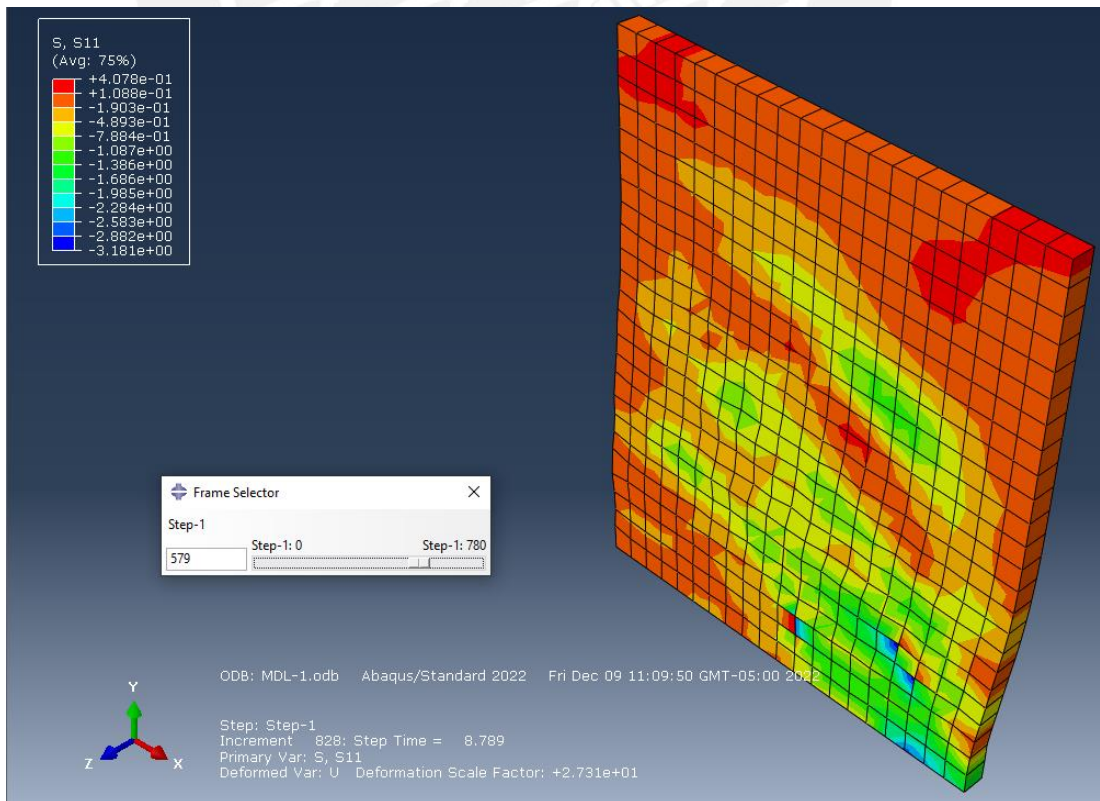 S, S11
(Avg: 75%)
+4.078e-01
+1.088e-01
-1.903e-01
-4.893e-01
-7.884e-01
-1.087e+00
-1.386e+00
-1.686e+00
-1.985e+00
-2.284e+00
-2.583e+00
-2.882e+00
-3.181e+00
Frame Selector
Step-1
Step-1: 0 Step-1: 780
579
ODB: MDL-1.odb Abaqus/Standard 2022 Fri Dec 09 11:09:50 GMT-05:00 2022
Step: Step-1
Increment 828: Step Time = 8.789
Primary Var: S, S11
Deformed Var: U Deformation Scale Factor: +2.731e+01
Y
Z
X